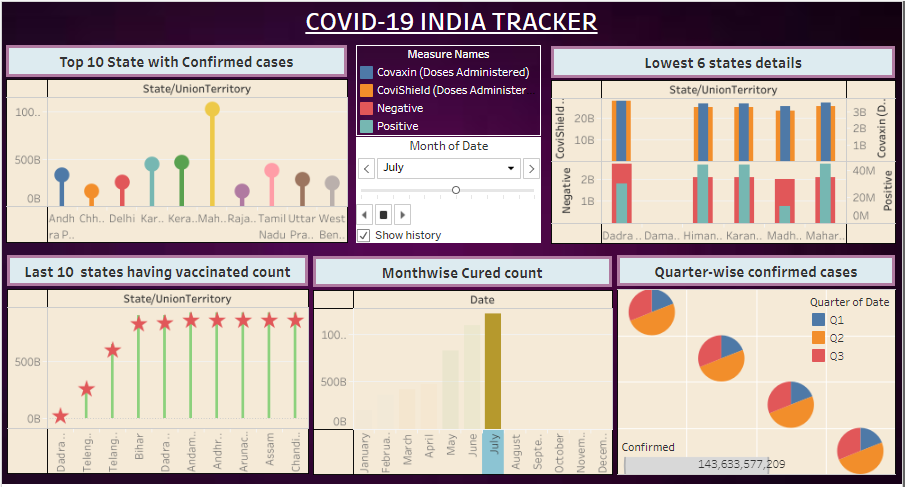 COVID-19 INDIA TRACKER
Top 10 State with Confirmed cases
State/UnionTerritory
100..
500B
0B
Andh Chh.. Delhi Kar.. Kera.. Mah.. Raja.. Tamil Uttar West
ra P.. Nadu Pra.. Ben..
Measure Names
Covaxin (Doses Administered)
CoviShield (Doses Administer
Negative
Positive
Month of Date
July
Show history
Lowest 6 states details
State/UnionTerritory
CoviShield ..
20B
10B
3B
2B
1B
Covaxin (D..
Negative
2B
1B
40M
20M
0M
Positive
Dadra .. Dama.. Himan.. Karan.. Madh.. Mahar..
Last 10 states having vaccinated count
State/UnionTerritory
500B
0B
Dadra..
Teleng..
Telang..
Bihar
Dadra..
Andam..
Andhr..
Arunac..
Assam
Chandi..
Monthwise Cured count
Date
100..
500B
0B
January
Februa..
March
April
May
June
July
August
Septe..
October
Novem..
Decem..
Quarter-wise confirmed cases
Quarter of Date
Q1
Q2
Q3
Confirmed
143,633,577,209